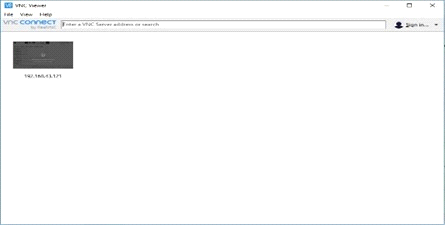 VNC Viewer
File View Help
VNC CONNECT
by RealVNC
Enter a VNC Server address or search
Sign in...
192.168.43.171